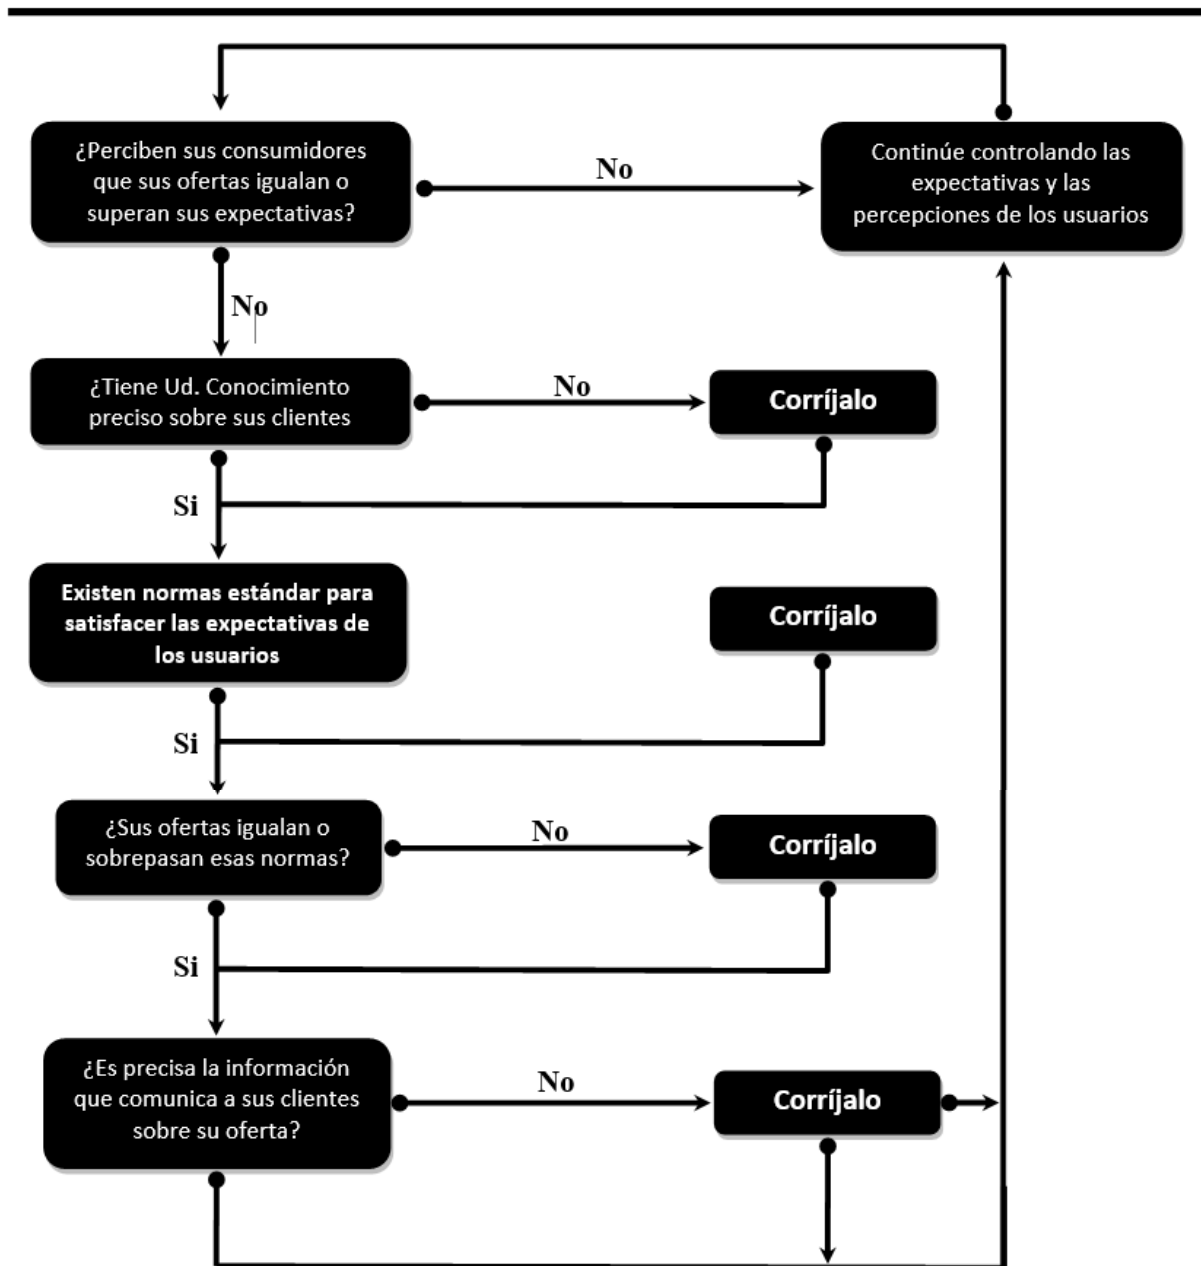 ¿Perciben sus consumidores
que sus ofertas igualan o
superan sus expectativas?
No
Continúe controlando las
expectativas y las
percepciones de los usuarios
No
¿Tiene Ud. Conocimiento
preciso sobre sus clientes
No
Corríjalo
Si
Existen normas estándar para
satisfacer las expectativas de
los usuarios
Corríjalo
Si
¿Sus ofertas igualan o
sobrepasan esas normas?
No
Corríjalo
Si
¿Es precisa la información
que comunica a sus clientes
sobre su oferta?
No
Corríjalo